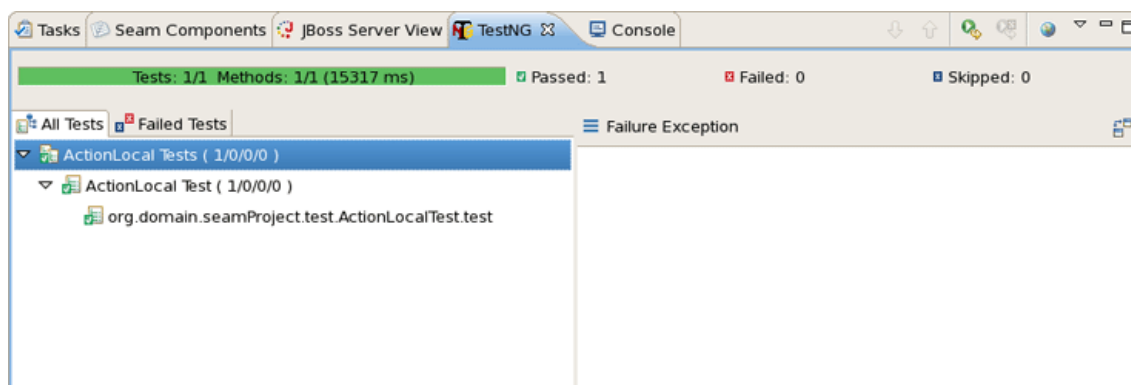 Tasks Seam Components JBoss Server View TestNG Console
Tests: 1/1 Methods: 1/1 (15317 ms) Passed: 1 Failed: 0 Skipped: 0
All Tests Failed Tests Failure Exception
ActionLocal Tests ( 1/0/0/0 )
ActionLocal Test ( 1/0/0/0 )
org.domain.seamProject.test.ActionLocalTest.test